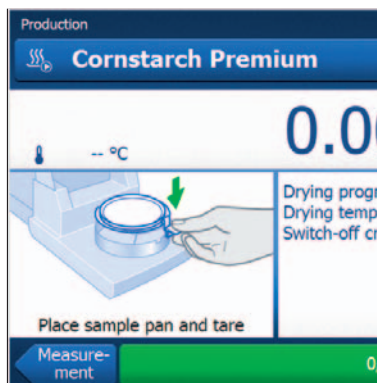 Production
Cornstarch Premium
0.00
-- °C
Drying progr
Drying temp
Switch-off cr
Place sample pan and tare
Measure-
ment
0